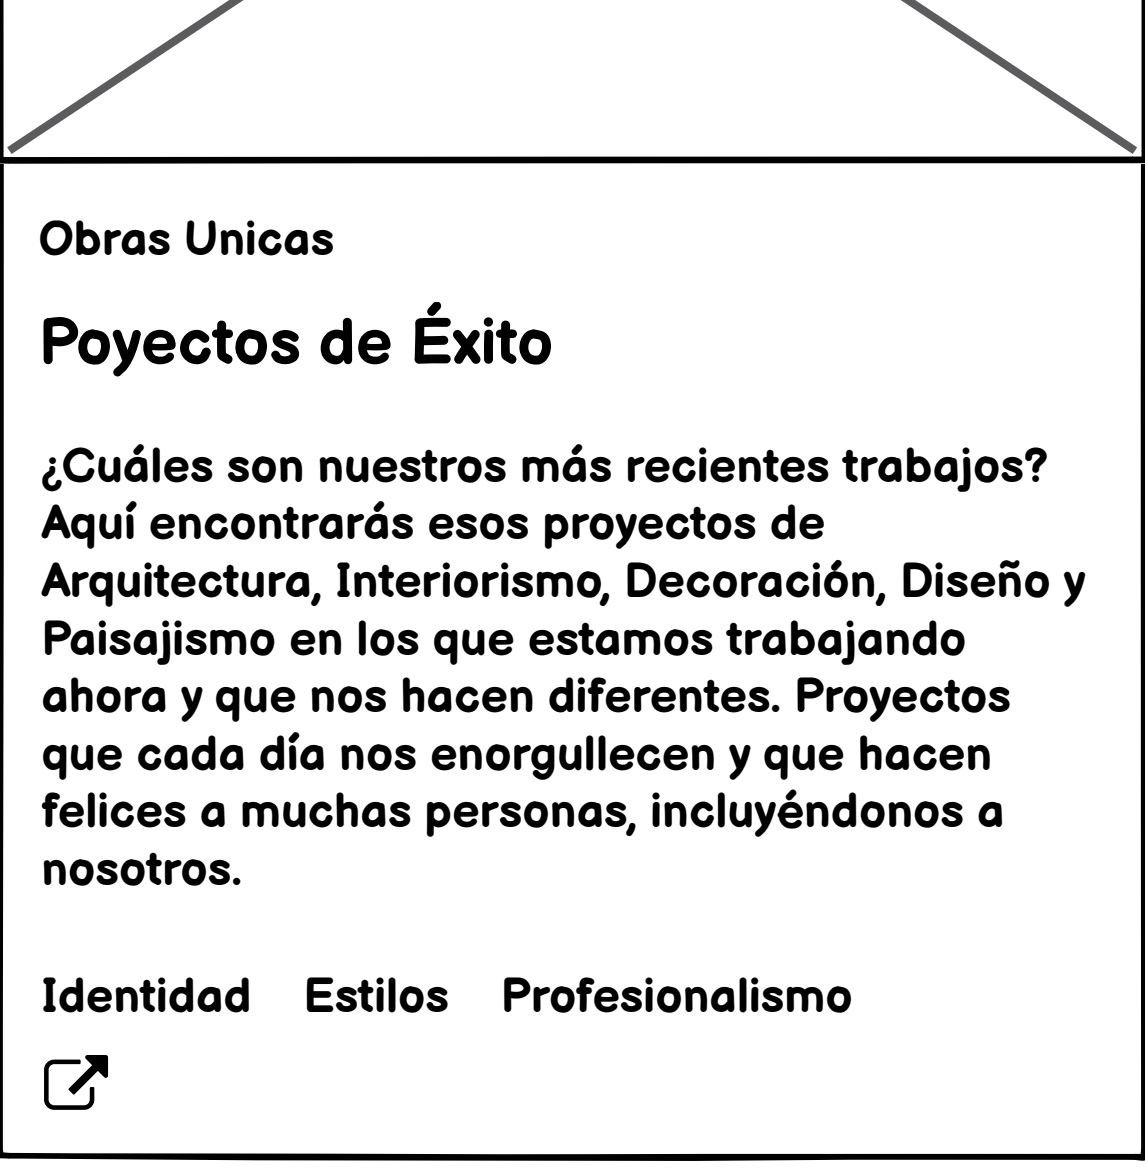 Obras Unicas
Poyectos de Éxito
¿Cuáles son nuestros más recientes trabajos?
Aquí encontrarás esos proyectos de
Arquitectura, Interiorismo, Decoración, Diseño y
Paisajismo en los que estamos trabajando
ahora y que nos hacen diferentes. Proyectos
que cada día nos enorgullecen y que hacen
felices a muchas personas, incluyéndonos a
nosotros.
Identidad Estilos Profesionalismo